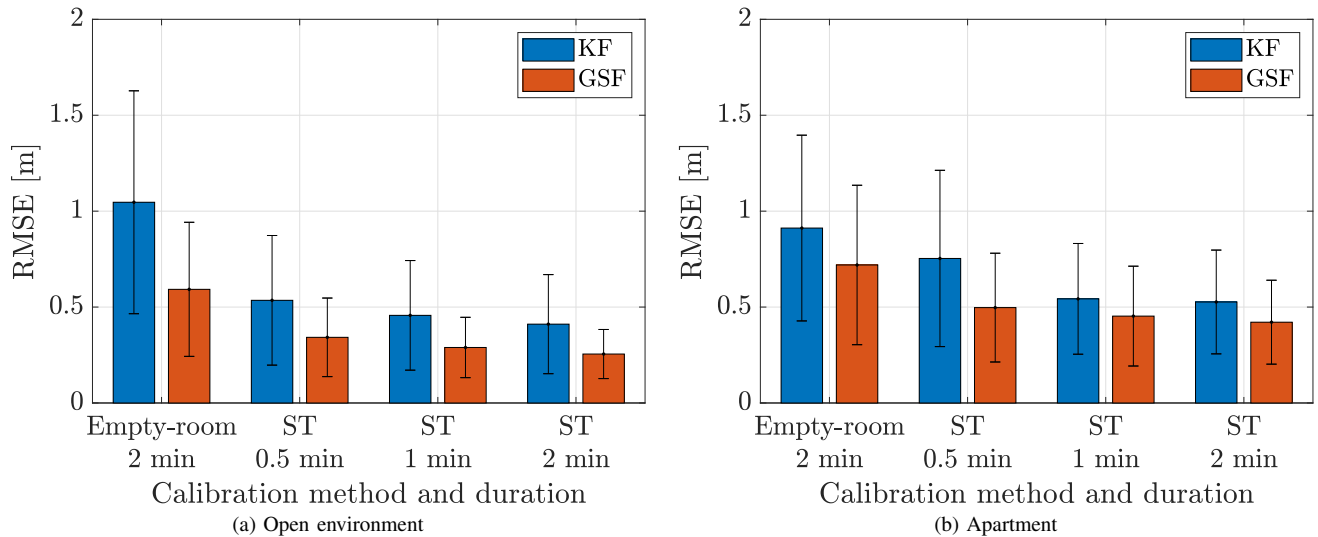 2
1.5
1
0.5
0
RMSE [m]
KF
GSF
Empty-room ST ST ST
2 min 0.5 min 1 min 2 min
Calibration method and duration
(a) Open environment
2
1.5
1
0.5
0
RMSE [m]
KF
GSF
Empty-room ST ST ST
2 min 0.5 min 1 min 2 min
Calibration method and duration
(b) Apartment